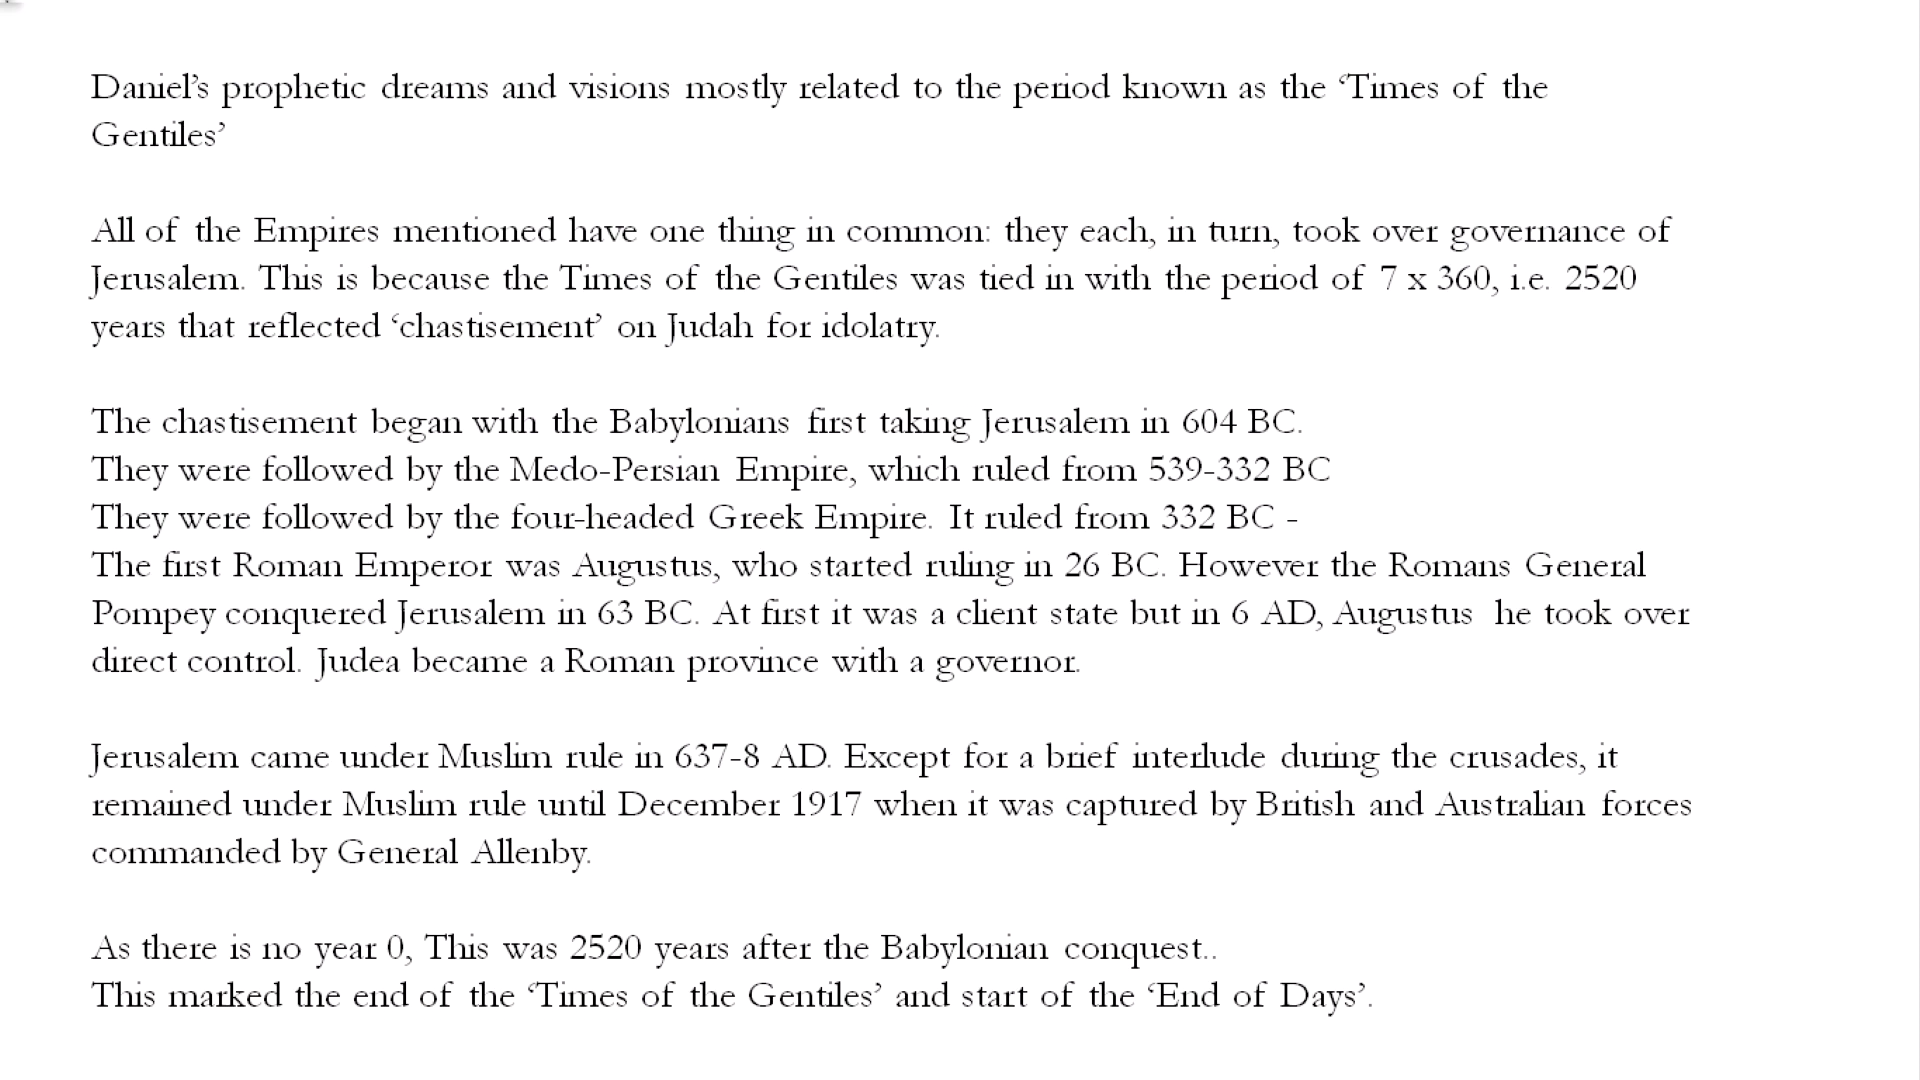 Daniel’s prophetic dreams and visions mostly related to the period known as the ‘Times of the
Gentiles’
All of the Empires mentioned have one thing in common: they each, in turn, took over governance of
Jerusalem. This is because the Times of the Gentiles was tied in with the period of 7 x 360, i.e. 2520
years that reflected ‘chastisement’ on Judah for idolatry.
The chastisement began with the Babylonians first taking Jerusalem in 604 BC.
They were followed by the Medo-Persian Empire, which ruled from 539-332 BC
They were followed by the four-headed Greek Empire. It ruled from 332 BC -
The first Roman Emperor was Augustus, who started ruling in 26 BC. However the Romans General
Pompey conquered Jerusalem in 63 BC. At first it was a client state but in 6 AD, Augustus he took over
direct control. Judea became a Roman province with a governor.
Jerusalem came under Muslim rule in 637-8 AD. Except for a brief interlude during the crusades, it
remained under Muslim rule until December 1917 when it was captured by British and Australian forces
commanded by General Allenby.
As there is no year 0, This was 2520 years after the Babylonian conquest..
This marked the end of the ‘Times of the Gentiles’ and start of the ‘End of Days’.